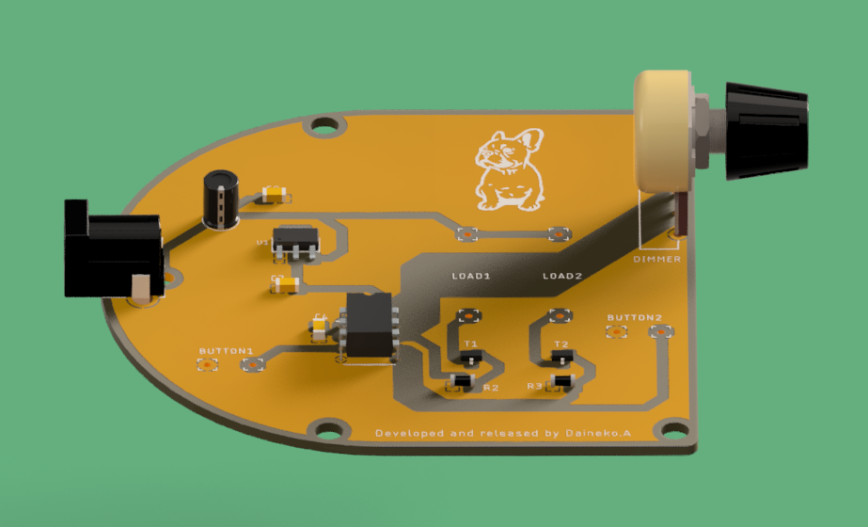 U1
DIMMER
LOAD1
LOAD2
BUTTON2
BUTTON1
T1
T2
R2
R3
Developed and released by Daineko.A